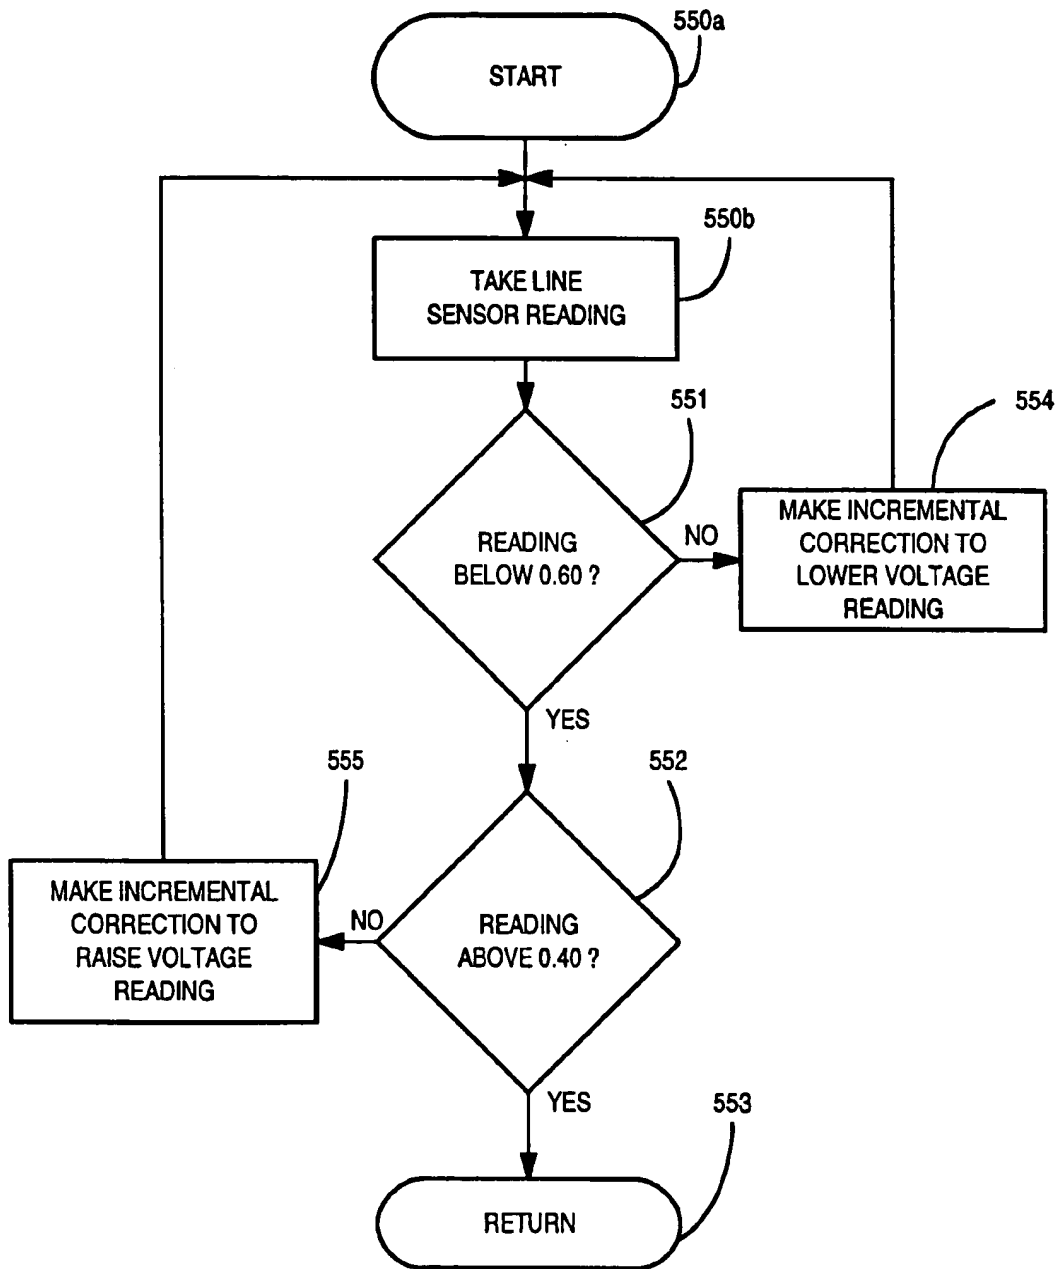 550a
START
550b
TAKE LINE
SENSOR READING
551
554
READING
BELOW 0.60 ?
NO
MAKE INCREMENTAL
CORRECTION TO
LOWER VOLTAGE
READING
YES
555
552
MAKE INCREMENTAL
CORRECTION TO
RAISE VOLTAGE
READING
NO
READING
ABOVE 0.40 ?
YES
553
RETURN